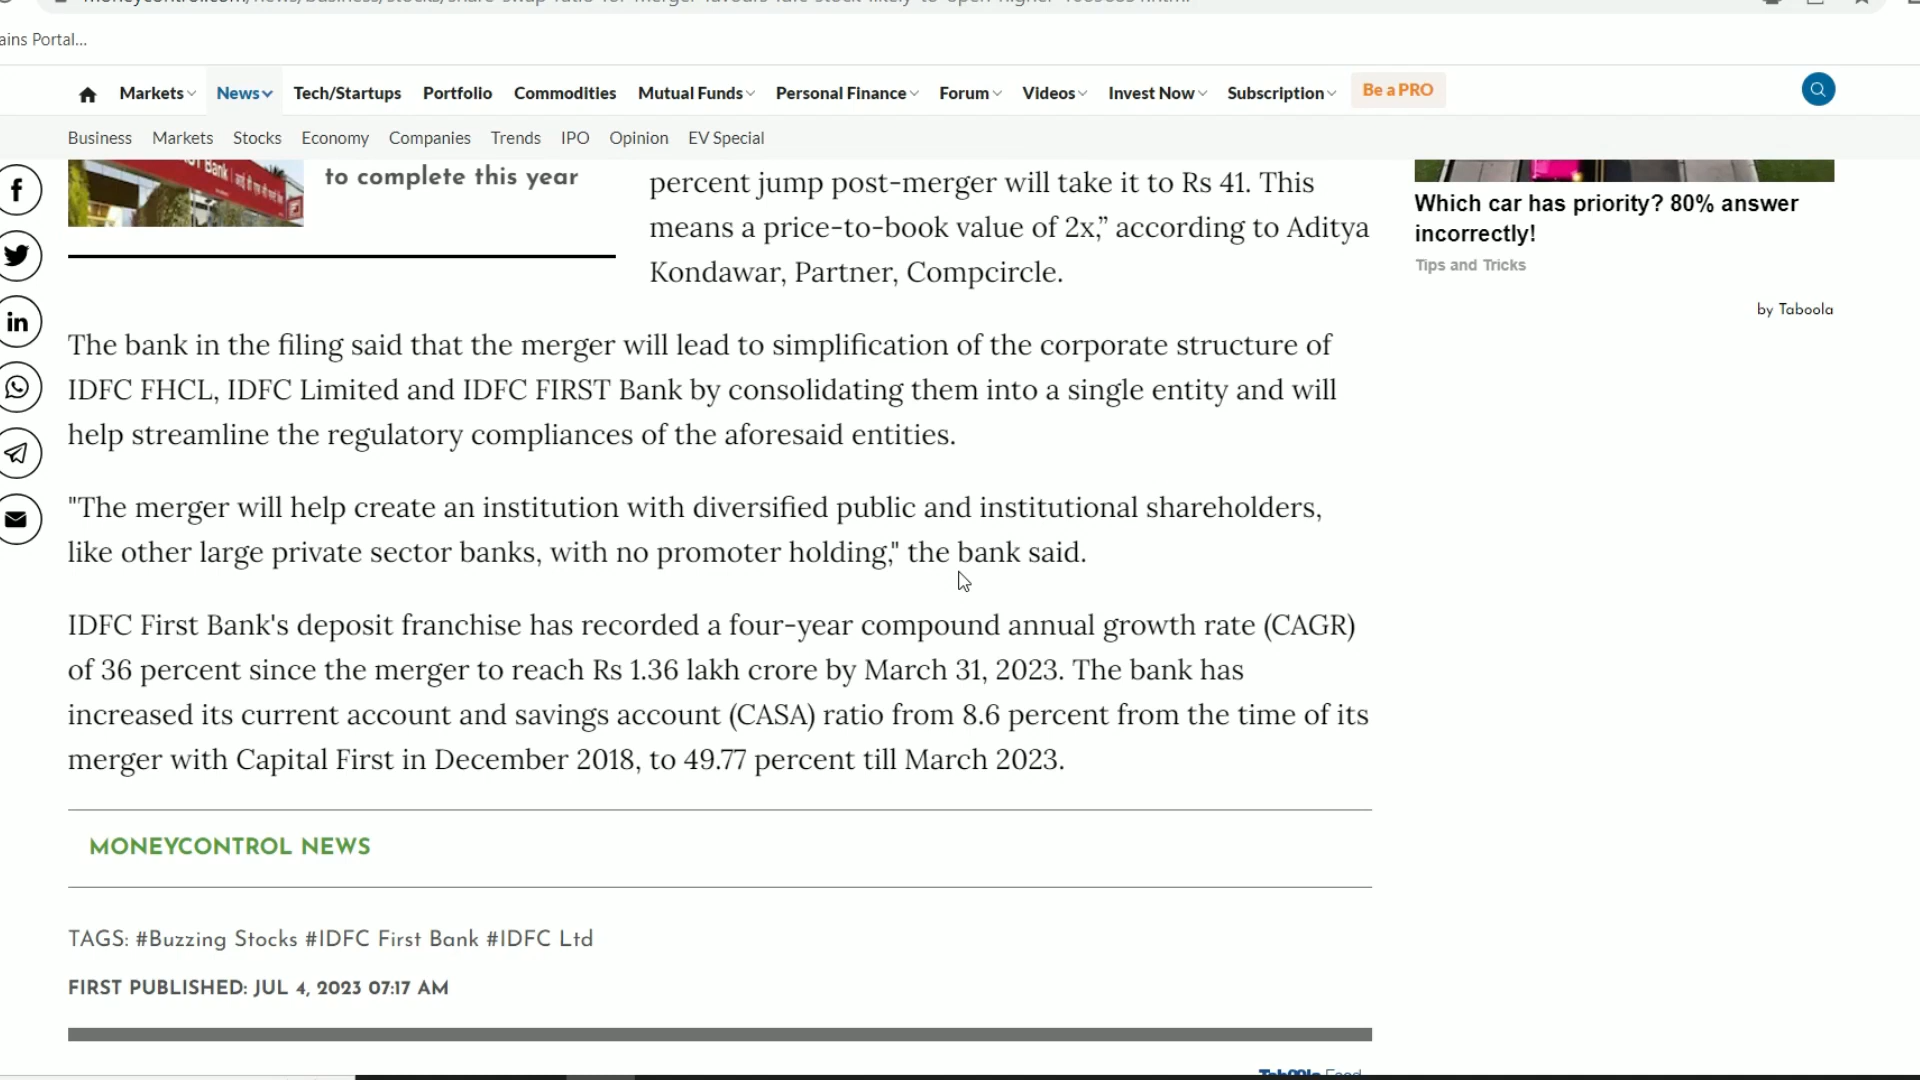 ains Portal...
Markets
News
Tech/Startups
Portfolio
Commodities
Mutual Funds
Personal Finance
Forum
Videos
Invest Now
Subscription
Be a PRO
Business
Markets
Stocks
Economy
Companies
Trends
IPO
Opinion
EV Special
Bank
to complete this year
percent jump post-merger will take it to Rs 41. This
means a price-to-book value of 2x,” according to Aditya
Kondawar, Partner, Compcircle.
The bank in the filing said that the merger will lead to simplification of the corporate structure of
IDFC FHCL, IDFC Limited and IDFC FIRST Bank by consolidating them into a single entity and will
help streamline the regulatory compliances of the aforesaid entities.
"The merger will help create an institution with diversified public and institutional shareholders,
like other large private sector banks, with no promoter holding," the bank said.
IDFC First Bank's deposit franchise has recorded a four-year compound annual growth rate (CAGR)
of 36 percent since the merger to reach Rs 1.36 lakh crore by March 31, 2023. The bank has
increased its current account and savings account (CASA) ratio from 8.6 percent from the time of its
merger with Capital First in December 2018, to 49.77 percent till March 2023.
MONEYCONTROL NEWS
TAGS: #Buzzing Stocks #IDFC First Bank #IDFC Ltd
FIRST PUBLISHED: JUL 4, 2023 07:17 AM
Which car has priority? 80% answer
incorrectly!
Tips and Tricks
by Taboola